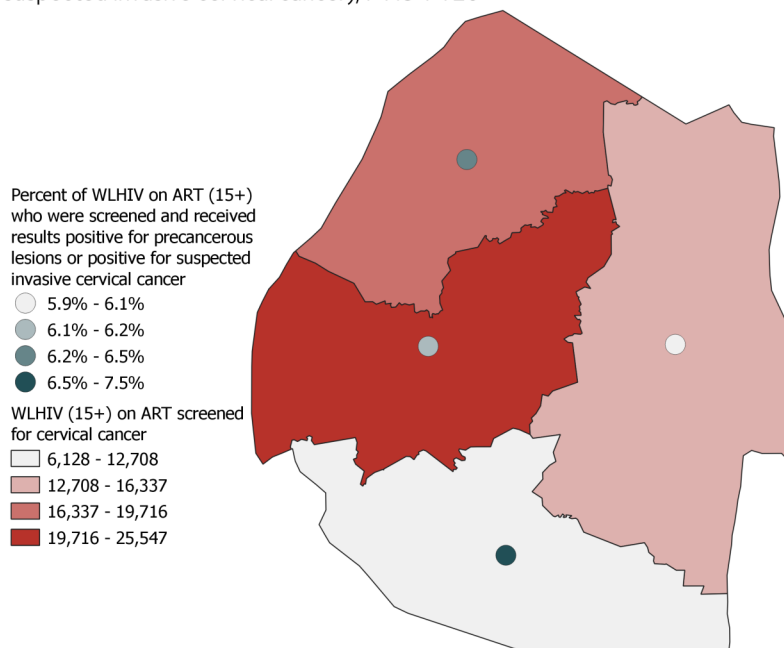 Percent of WLHIV on ART (15+)
who were screened and received
results positive for precancerous
lesions or positive for suspected
invasive cervical cancer
5.9% - 6.1%
6.1% - 6.2%
6.2% - 6.5%
6.5% - 7.5%
WLHIV (15+) on ART screened
for cervical cancer
6,128 - 12,708
12,708 - 16,337
16,337 - 19,716
19,716 - 25,547